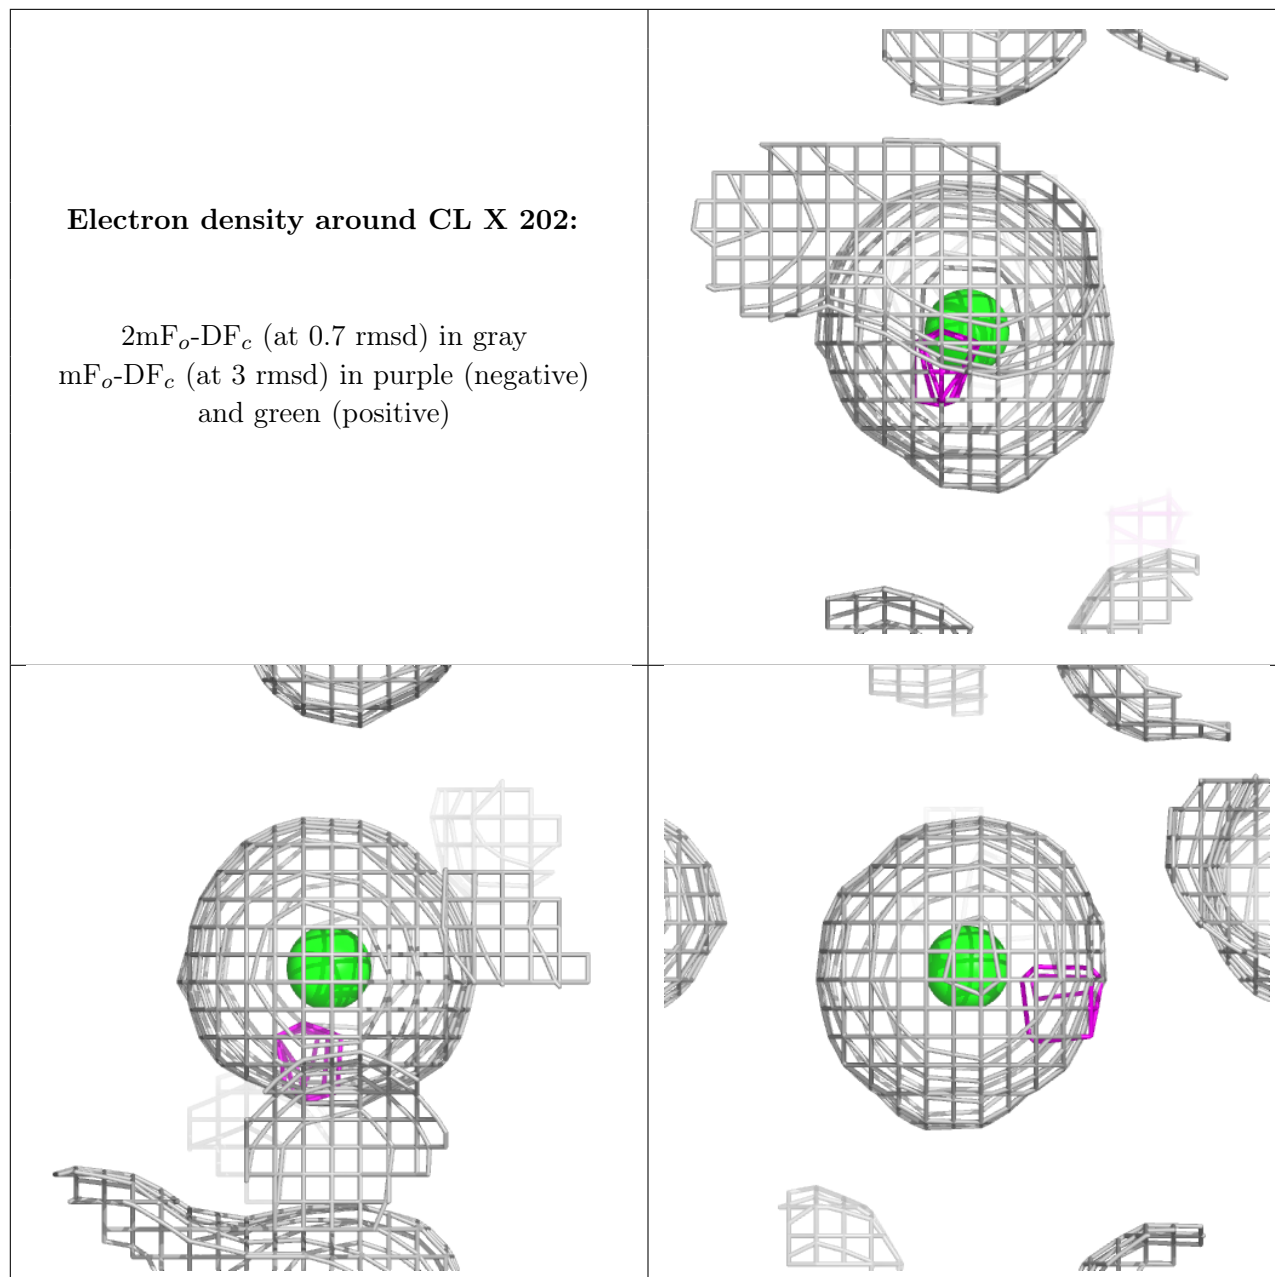 Electron density around CL X 202:
2mFₒ-DF𝒸 (at 0.7 rmsd) in gray
mFₒ-DF𝒸 (at 3 rmsd) in purple (negative)
and green (positive)